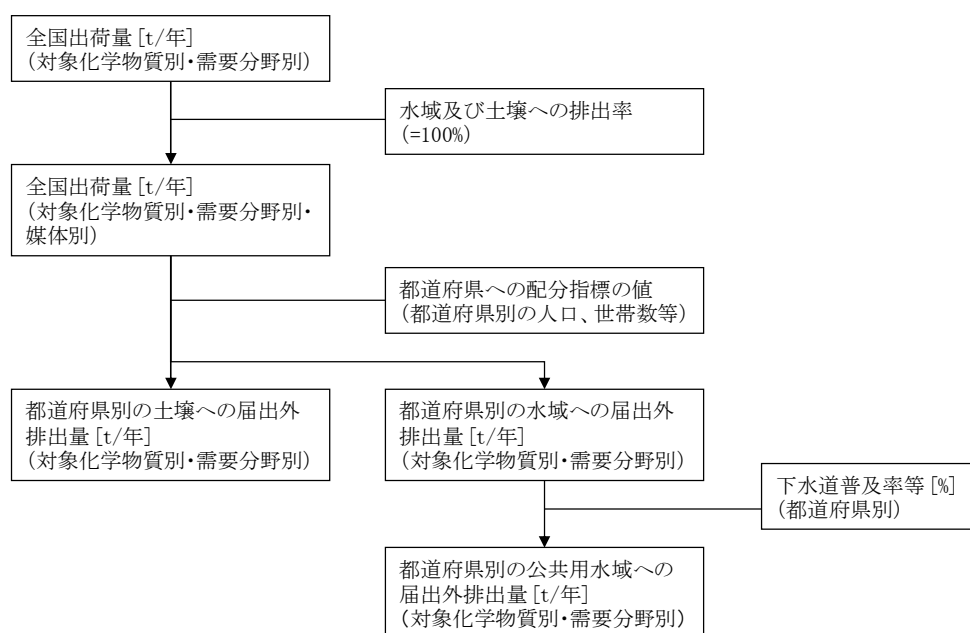 全国出荷量[t/年]
(対象化学物質別・需要分野別)
水域及び土壌への排出率
(=100%)
全国出荷量[t/年]
(対象化学物質別・需要分野別・
媒体別)
都道府県への配分指標の値
(都道府県別の人口、世帯数等)
都道府県別の土壌への届出外
排出量[t/年]
(対象化学物質別・需要分野別)
都道府県別の水域への届出外
排出量[t/年]
(対象化学物質別・需要分野別)
下水道普及率等[%]
(都道府県別)
都道府県別の公共用水域への
届出外排出量[t/年]
(対象化学物質別・需要分野別)